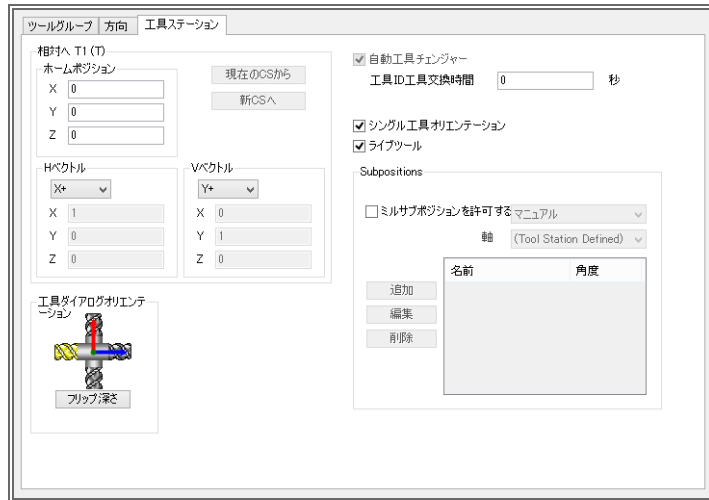 ツールグループ 方向 工具ステーション
相対へ T1 (T)
ホームポジション
X 0
Y 0
Z 0
現在のCSから
新CSへ
Hベクトル
X+
X 1
Y 0
Z 0
Vベクトル
Y+
X 0
Y 1
Z 0
工具ダイアログオリエンテ
ーション
フリップ深さ
自動工具チェンジャー
工具ID工具交換時間 0 秒
シングル工具オリエンテーション
ライブツール
Subpositions
ミルサブポジションを許可する マニュアル
軸 (Tool Station Defined)
追加
編集
削除
名前 角度